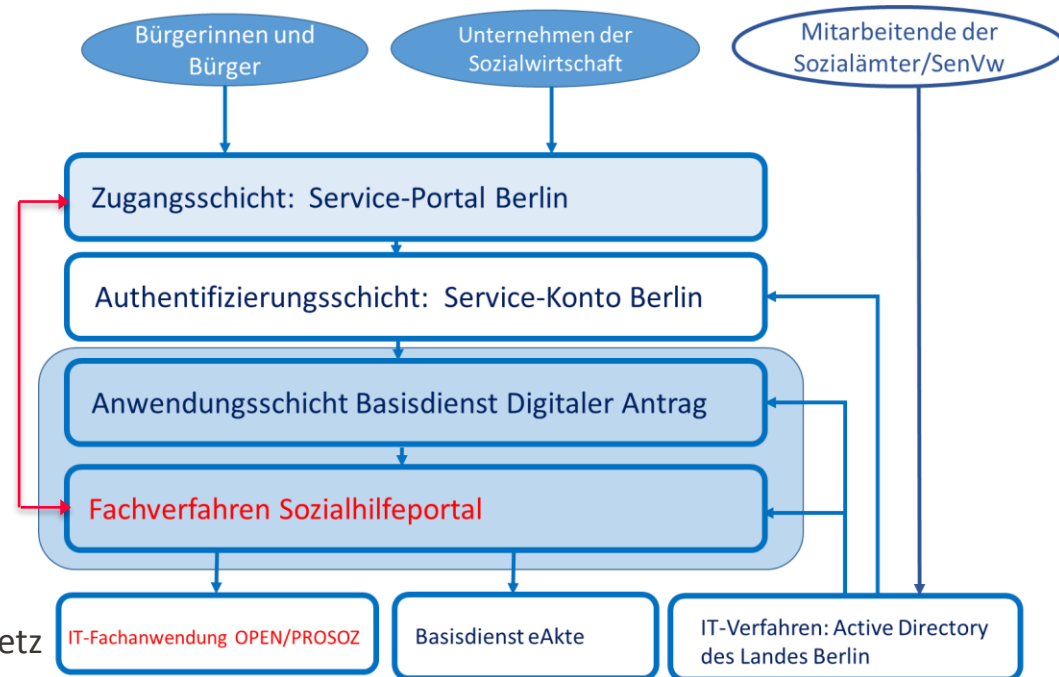 Bürgerinnen und
Bürger
Unternehmen der
Sozialwirtschaft
Mitarbeitende der
Sozialämter/SenVw
Zugangsschicht: Service-Portal Berlin
Authentifizierungsschicht: Service-Konto Berlin
Anwendungsschicht Basisdienst Digitaler Antrag
Fachverfahren Sozialhilfeportal
etz
IT-Fachanwendung OPEN/PROSOZ
Basisdienst eAkte
IT-Verfahren: Active Directory
des Landes Berlin